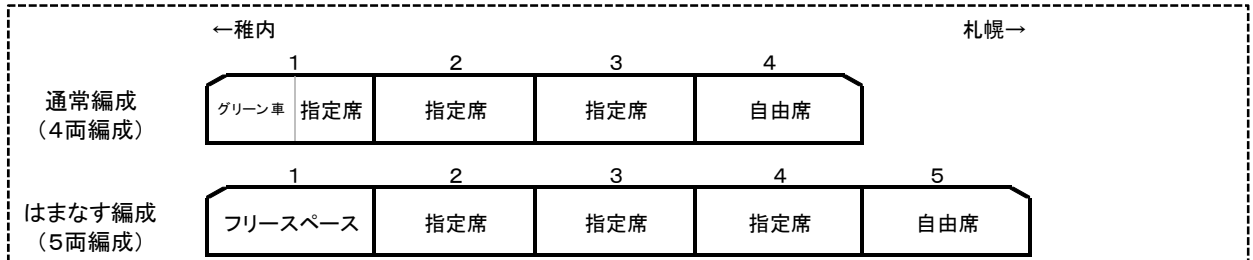 ←稚内 札幌→
1 2 3 4
通常編成
（４両編成）
グリーン車 指定席 指定席 指定席 自由席
1 2 3 4 5
はまなす編成
（５両編成）
フリースペース 指定席 指定席 指定席 自由席